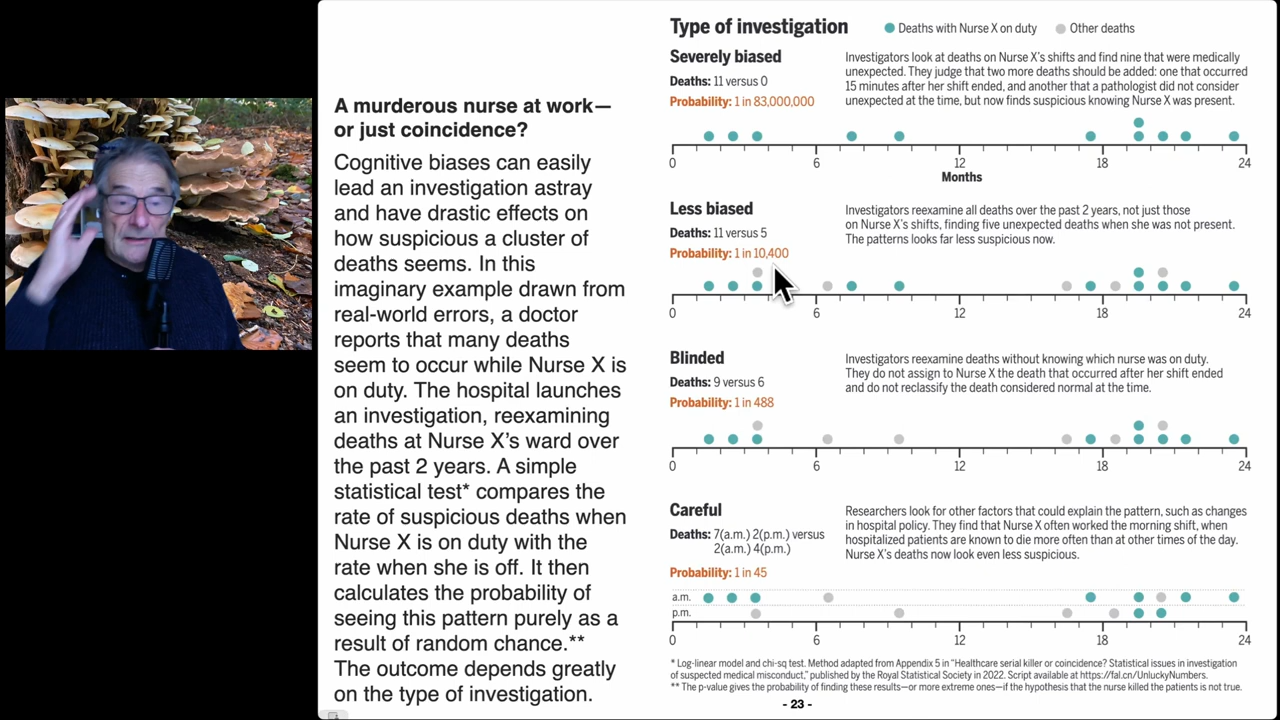 A murderous nurse at work—
or just coincidence?
Cognitive biases can easily
lead an investigation astray
and have drastic effects on
how suspicious a cluster of
deaths seems. In this
imaginary example drawn from
real-world errors, a doctor
reports that many deaths
seem to occur while Nurse X is
on duty. The hospital launches
an investigation, reexamining
deaths at Nurse X’s ward over
the past 2 years. A simple
statistical test* compares the
rate of suspicious deaths when
Nurse X is on duty with the
rate when she is off. It then
calculates the probability of
seeing this pattern purely as a
result of random chance.**
The outcome depends greatly
on the type of investigation.
Type of investigation
Deaths with Nurse X on duty
Other deaths
Severely biased
Deaths: 11 versus 0
Probability: 1 in 83,000,000
Investigators look at deaths on Nurse X’s shifts and find nine that were medically
unexpected. They judge that two more deaths should be added: one that occurred
15 minutes after her shift ended, and another that a pathologist did not consider
unexpected at the time, but now finds suspicious knowing Nurse X was present.
0 6 12 18 24
Months
Less biased
Deaths: 11 versus 5
Probability: 1 in 10,400
Investigators reexamine all deaths over the past 2 years, not just those
on Nurse X’s shifts, finding five unexpected deaths when she was not present.
The patterns looks far less suspicious now.
0 6 12 18 24
Blinded
Deaths: 9 versus 6
Probability: 1 in 488
Investigators reexamine deaths without knowing which nurse was on duty.
They do not assign to Nurse X the death that occurred after her shift ended
and do not reclassify the death considered normal at the time.
0 6 12 18 24
Careful
Deaths: 7(a.m.) 2(p.m.) versus
2(a.m.) 4(p.m.)
Probability: 1 in 45
Researchers look for other factors that could explain the pattern, such as changes
in hospital policy. They find that Nurse X often worked the morning shift, when
hospitalized patients are known to die more often than at other times of the day.
Nurse X’s deaths now look even less suspicious.
a.m.
p.m.
0 6 12 18 24
* Log-linear model and chi-sq test. Method adapted from Appendix 5 in “Healthcare serial killer or coincidence? Statistical issues in investigation
of suspected medical misconduct,” published by the Royal Statistical Society in 2022. Script available at https://fal.cn/UnluckyNumbers.
** The p-value gives the probability of finding these results—or more extreme ones—if the hypothesis that the nurse killed the patients is not true.
- 23 -